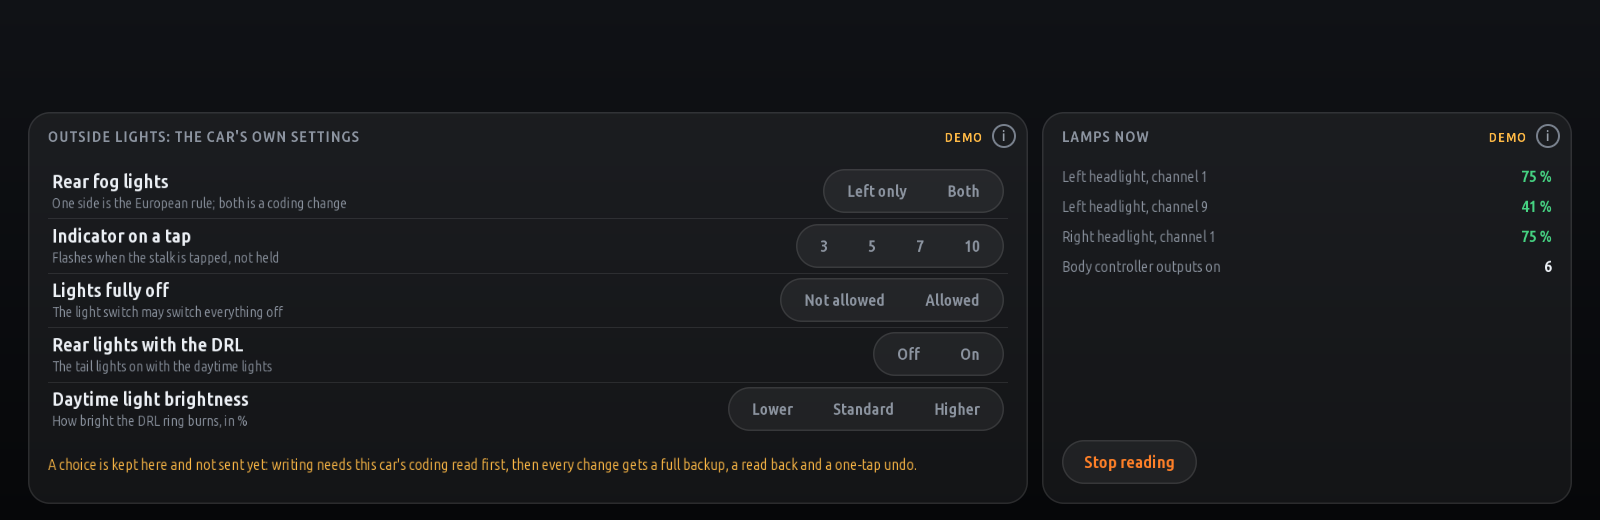 OUTSIDE LIGHTS: THE CAR'S OWN SETTINGS
DEMO
i
Rear fog lights
One side is the European rule; both is a coding change
Left only
Both
Indicator on a tap
Flashes when the stalk is tapped, not held
3
5
7
10
Lights fully off
The light switch may switch everything off
Not allowed
Allowed
Rear lights with the DRL
The tail lights on with the daytime lights
Off
On
Daytime light brightness
How bright the DRL ring burns, in %
Lower
Standard
Higher
A choice is kept here and not sent yet: writing needs this car's coding read first, then every change gets a full backup, a read back and a one-tap undo.
LAMPS NOW
DEMO
i
Left headlight, channel 1
75 %
Left headlight, channel 9
41 %
Right headlight, channel 1
75 %
Body controller outputs on
6
Stop reading